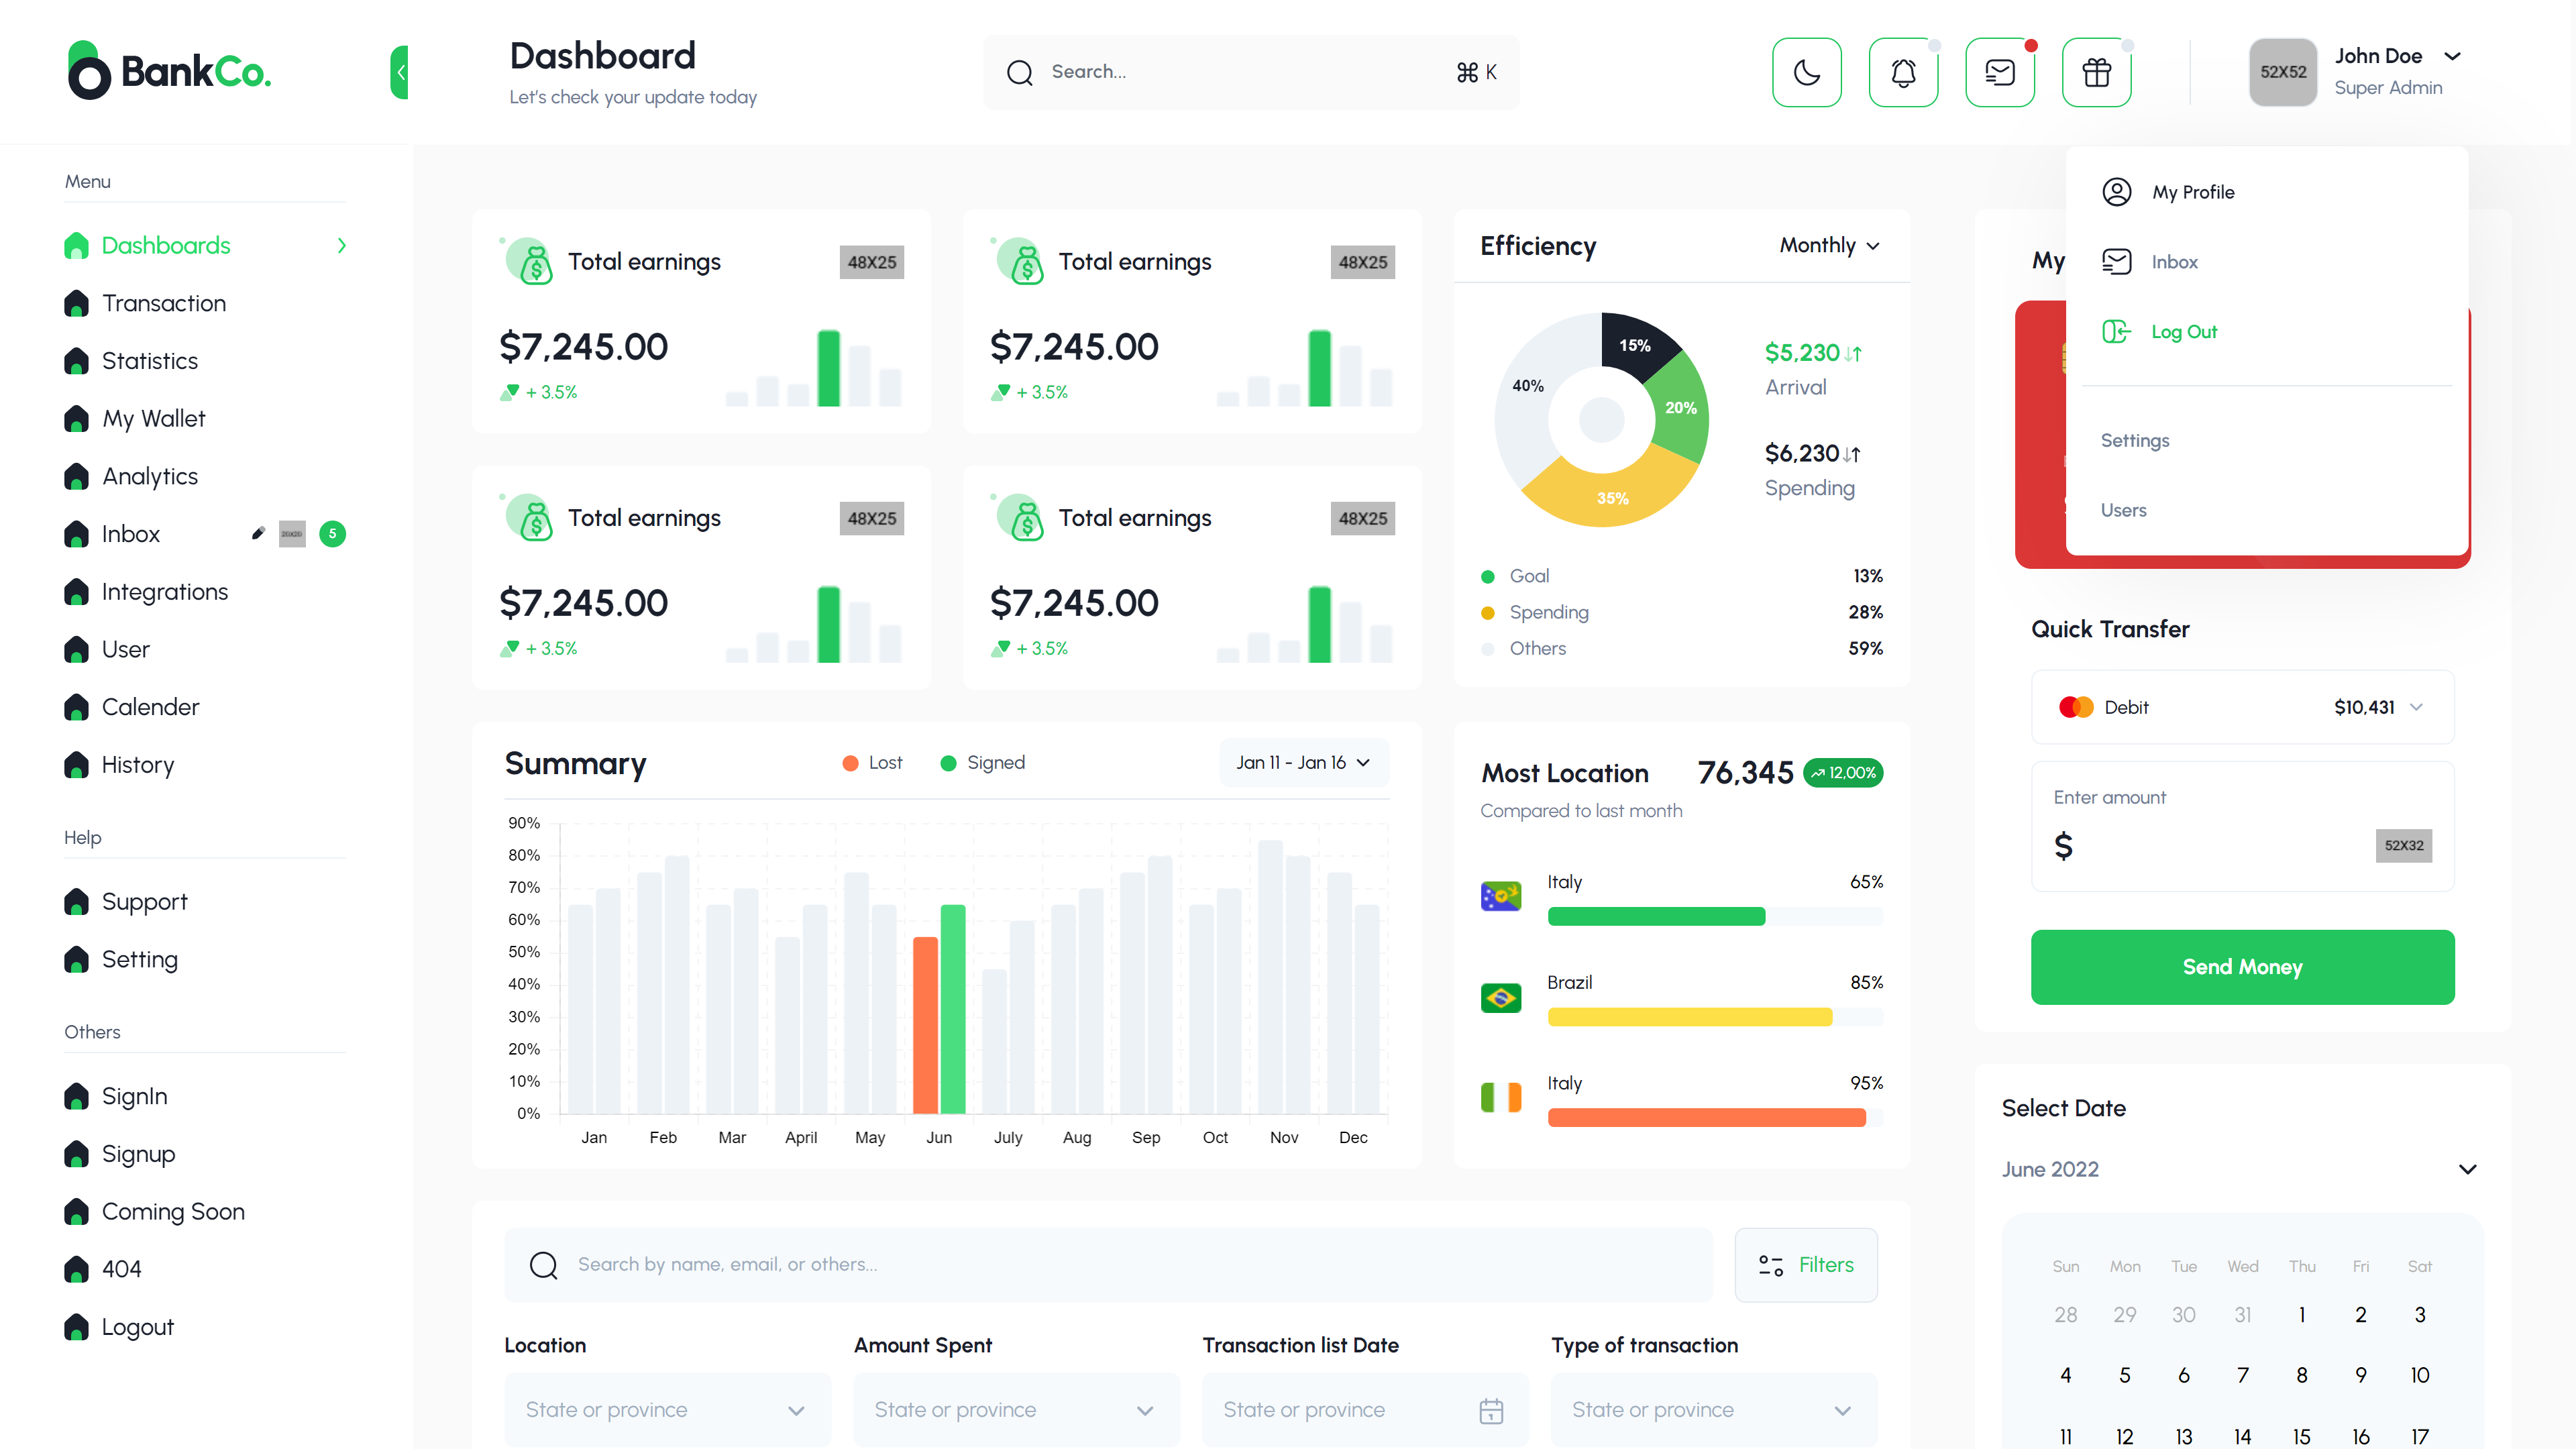 BankCo.
Dashboard
Let's check your update today
Search...
⌘ K
52X52
John Doe
Super Admin
Menu
Dashboards
Transaction
Statistics
My Wallet
Analytics
Inbox
5
Integrations
User
Calender
History
Help
Support
Setting
Others
SignIn
Signup
Coming Soon
404
Logout
Total earnings
48X25
$7,245.00
+ 3.5%
Total earnings
48X25
$7,245.00
+ 3.5%
Total earnings
48X25
$7,245.00
+ 3.5%
Total earnings
48X25
$7,245.00
+ 3.5%
Efficiency
Monthly
15%
20%
35%
40%
$5,230
Arrival
$6,230
Spending
Goal 13%
Spending 28%
Others 59%
My
My Profile
Inbox
Log Out
Settings
Users
Quick Transfer
Debit $10,431
Enter amount
$
52X32
Send Money
Summary
Lost
Signed
Jan 11 - Jan 16
90%
80%
70%
60%
50%
40%
30%
20%
10%
0%
Jan Feb Mar April May Jun July Aug Sep Oct Nov Dec
Most Location
76,345
12,00%
Compared to last month
Italy 65%
Brazil 85%
Italy 95%
Select Date
June 2022
Sun Mon Tue Wed Thu Fri Sat
28 29 30 31 1 2 3
4 5 6 7 8 9 10
11 12 13 14 15 16 17
Search by name, email, or others...
Filters
Location
State or province
Amount Spent
State or province
Transaction list Date
State or province
Type of transaction
State or province